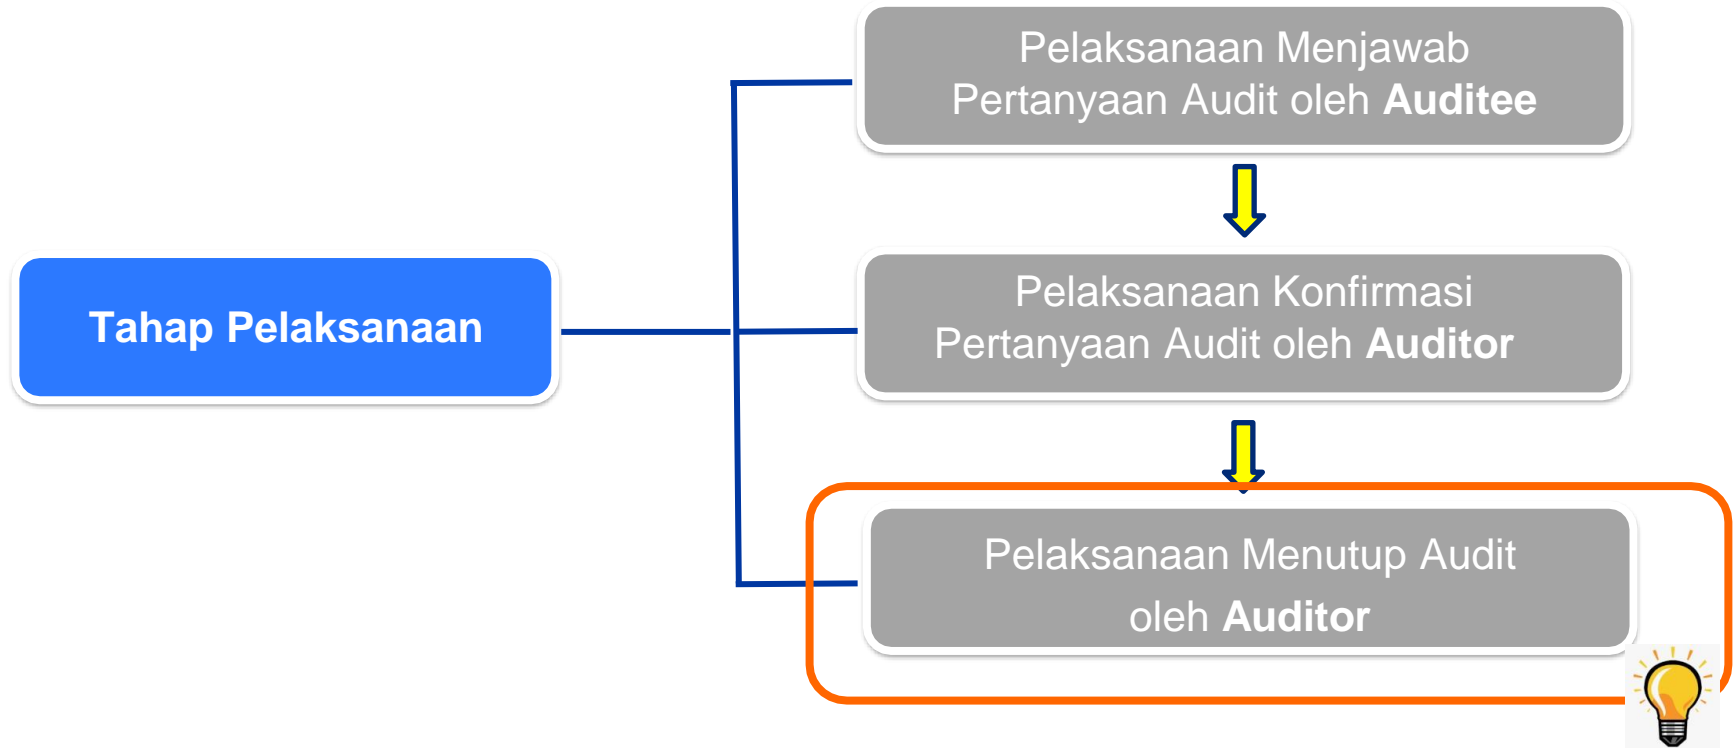 Pelaksanaan Menjawab
Pertanyaan Audit oleh Auditee
Tahap Pelaksanaan
Pelaksanaan Konfirmasi
Pertanyaan Audit oleh Auditor
Pelaksanaan Menutup Audit
oleh Auditor